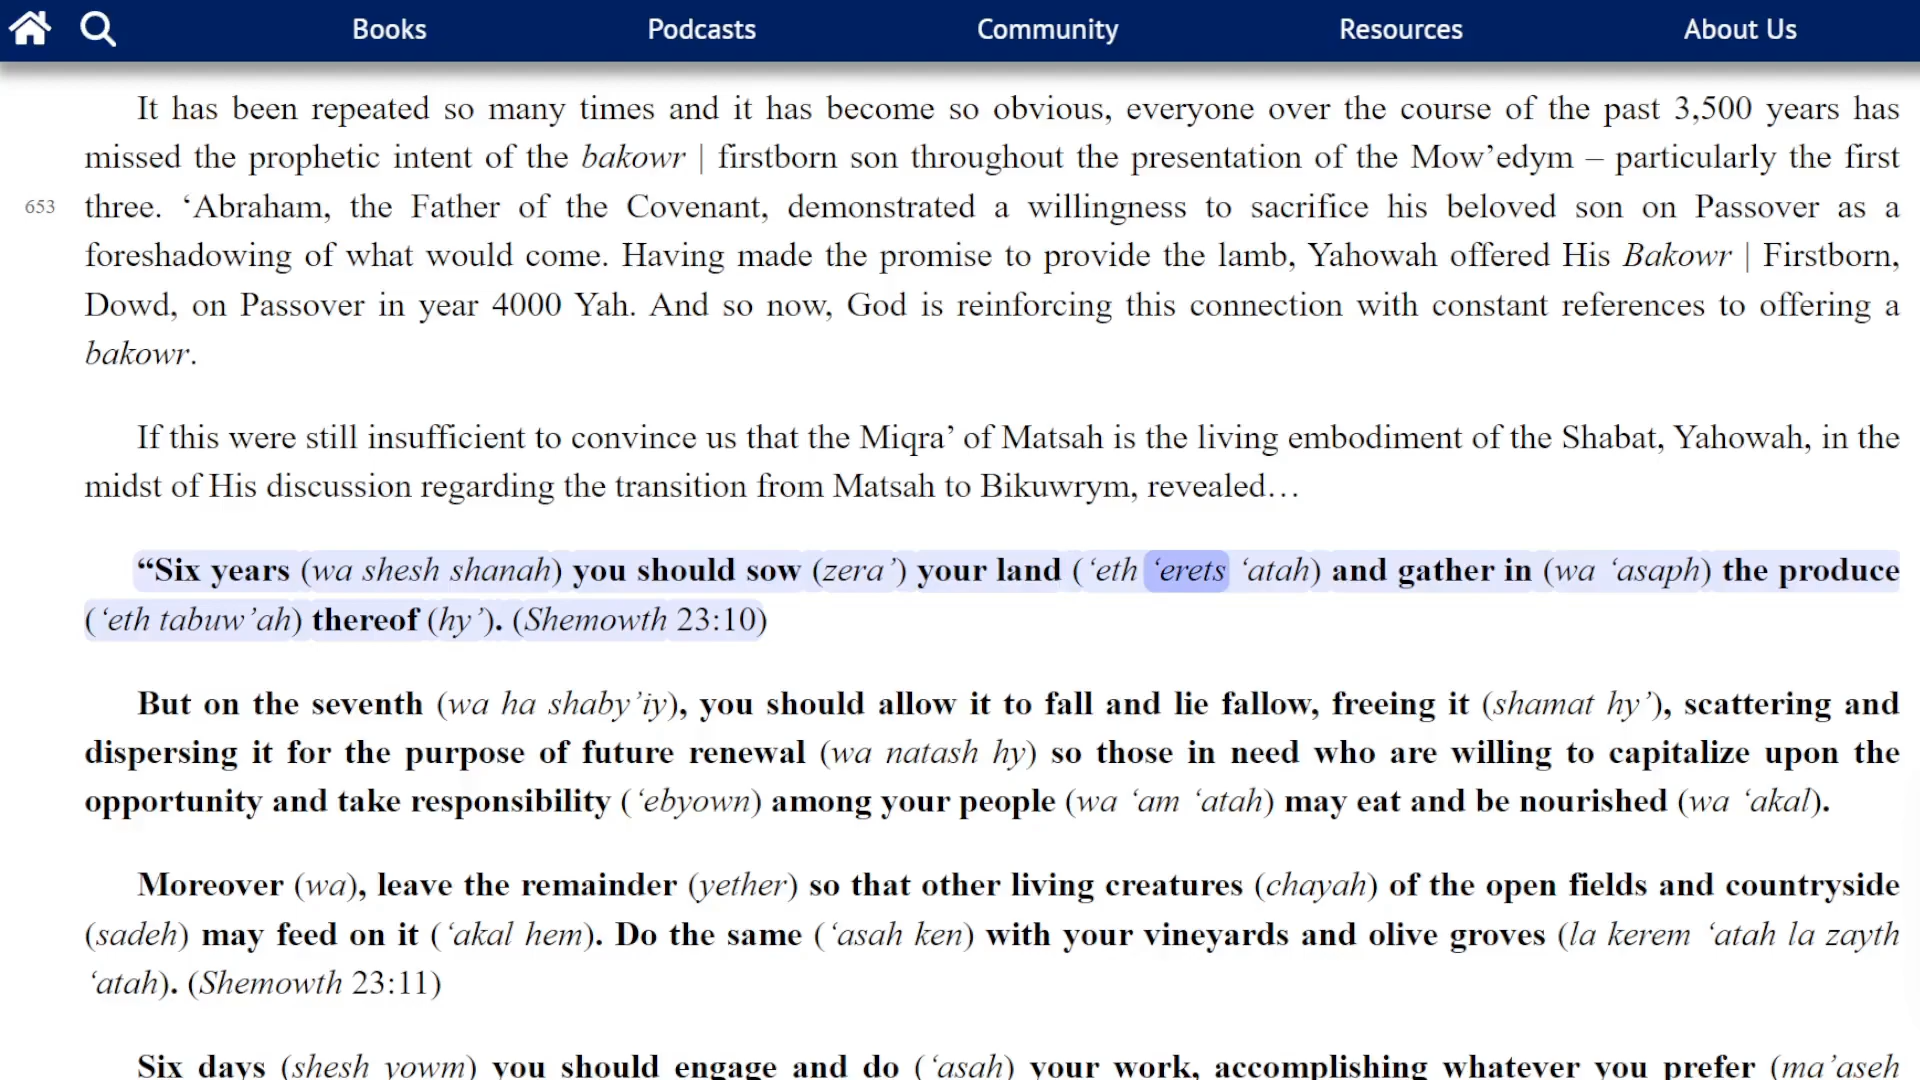 Books Podcasts Community Resources About Us
It has been repeated so many times and it has become so obvious, everyone over the course of the past 3,500 years has
missed the prophetic intent of the bakowr | firstborn son throughout the presentation of the Mow’edym – particularly the first
653 three. ‘Abraham, the Father of the Covenant, demonstrated a willingness to sacrifice his beloved son on Passover as a
foreshadowing of what would come. Having made the promise to provide the lamb, Yahowah offered His Bakowr | Firstborn,
Dowd, on Passover in year 4000 Yah. And so now, God is reinforcing this connection with constant references to offering a
bakowr.
If this were still insufficient to convince us that the Miqra’ of Matsah is the living embodiment of the Shabat, Yahowah, in the
midst of His discussion regarding the transition from Matsah to Bikuwrym, revealed…
“Six years (wa shesh shanah) you should sow (zera’) your land (‘eth ‘erets ‘atah) and gather in (wa ‘asaph) the produce
(‘eth tabuw’ah) thereof (hy’). (Shemowth 23:10)
But on the seventh (wa ha shaby’iy), you should allow it to fall and lie fallow, freeing it (shamat hy’), scattering and
dispersing it for the purpose of future renewal (wa natash hy) so those in need who are willing to capitalize upon the
opportunity and take responsibility (‘ebyown) among your people (wa ‘am ‘atah) may eat and be nourished (wa ‘akal).
Moreover (wa), leave the remainder (yether) so that other living creatures (chayah) of the open fields and countryside
(sadeh) may feed on it (‘akal hem). Do the same (‘asah ken) with your vineyards and olive groves (la kerem ‘atah la zayth
‘atah). (Shemowth 23:11)
Six days (shesh yowm) you should engage and do (‘asah) your work, accomplishing whatever you prefer (ma’aseh